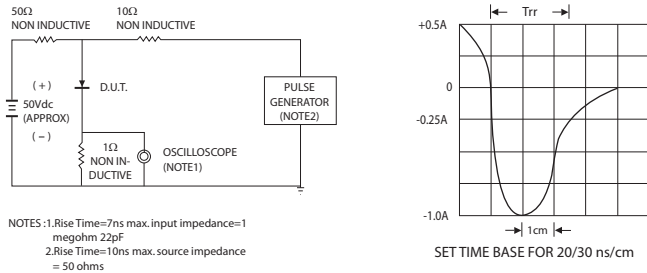 50Ω
NON INDUCTIVE
10Ω
NON INDUCTIVE
(+)
50Vdc
(APPROX)
(−)
D.U.T.
1Ω
NON IN-
DUCTIVE
OSCILLOSCOPE
(NOTE1)
PULSE
GENERATOR
(NOTE2)
NOTES :1.Rise Time=7ns max.input impedance=1
megohm 22pF
2.Rise Time=10ns max.source impedance
= 50 ohms
Trr
+0.5A
0
-0.25A
-1.0A
1cm
SET TIME BASE FOR 20/30 ns/cm